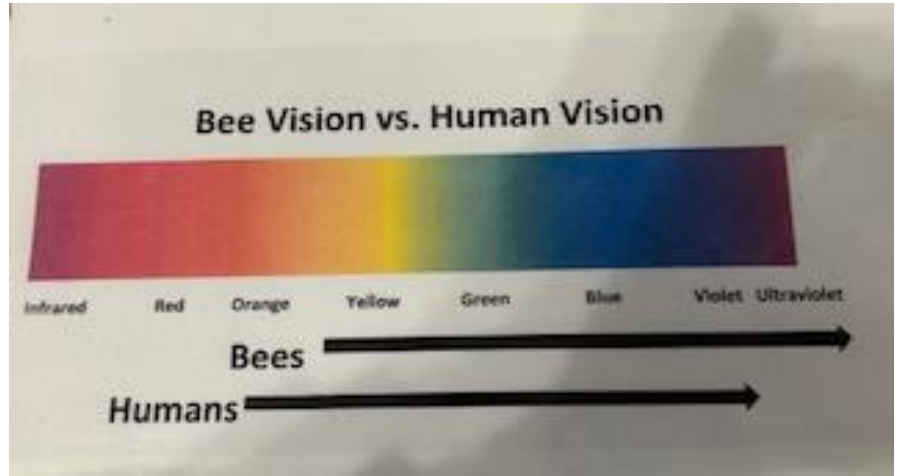 Bee Vision vs. Human Vision
Infrared Red Orange Yellow Green Blue Violet Ultraviolet
Bees
Humans